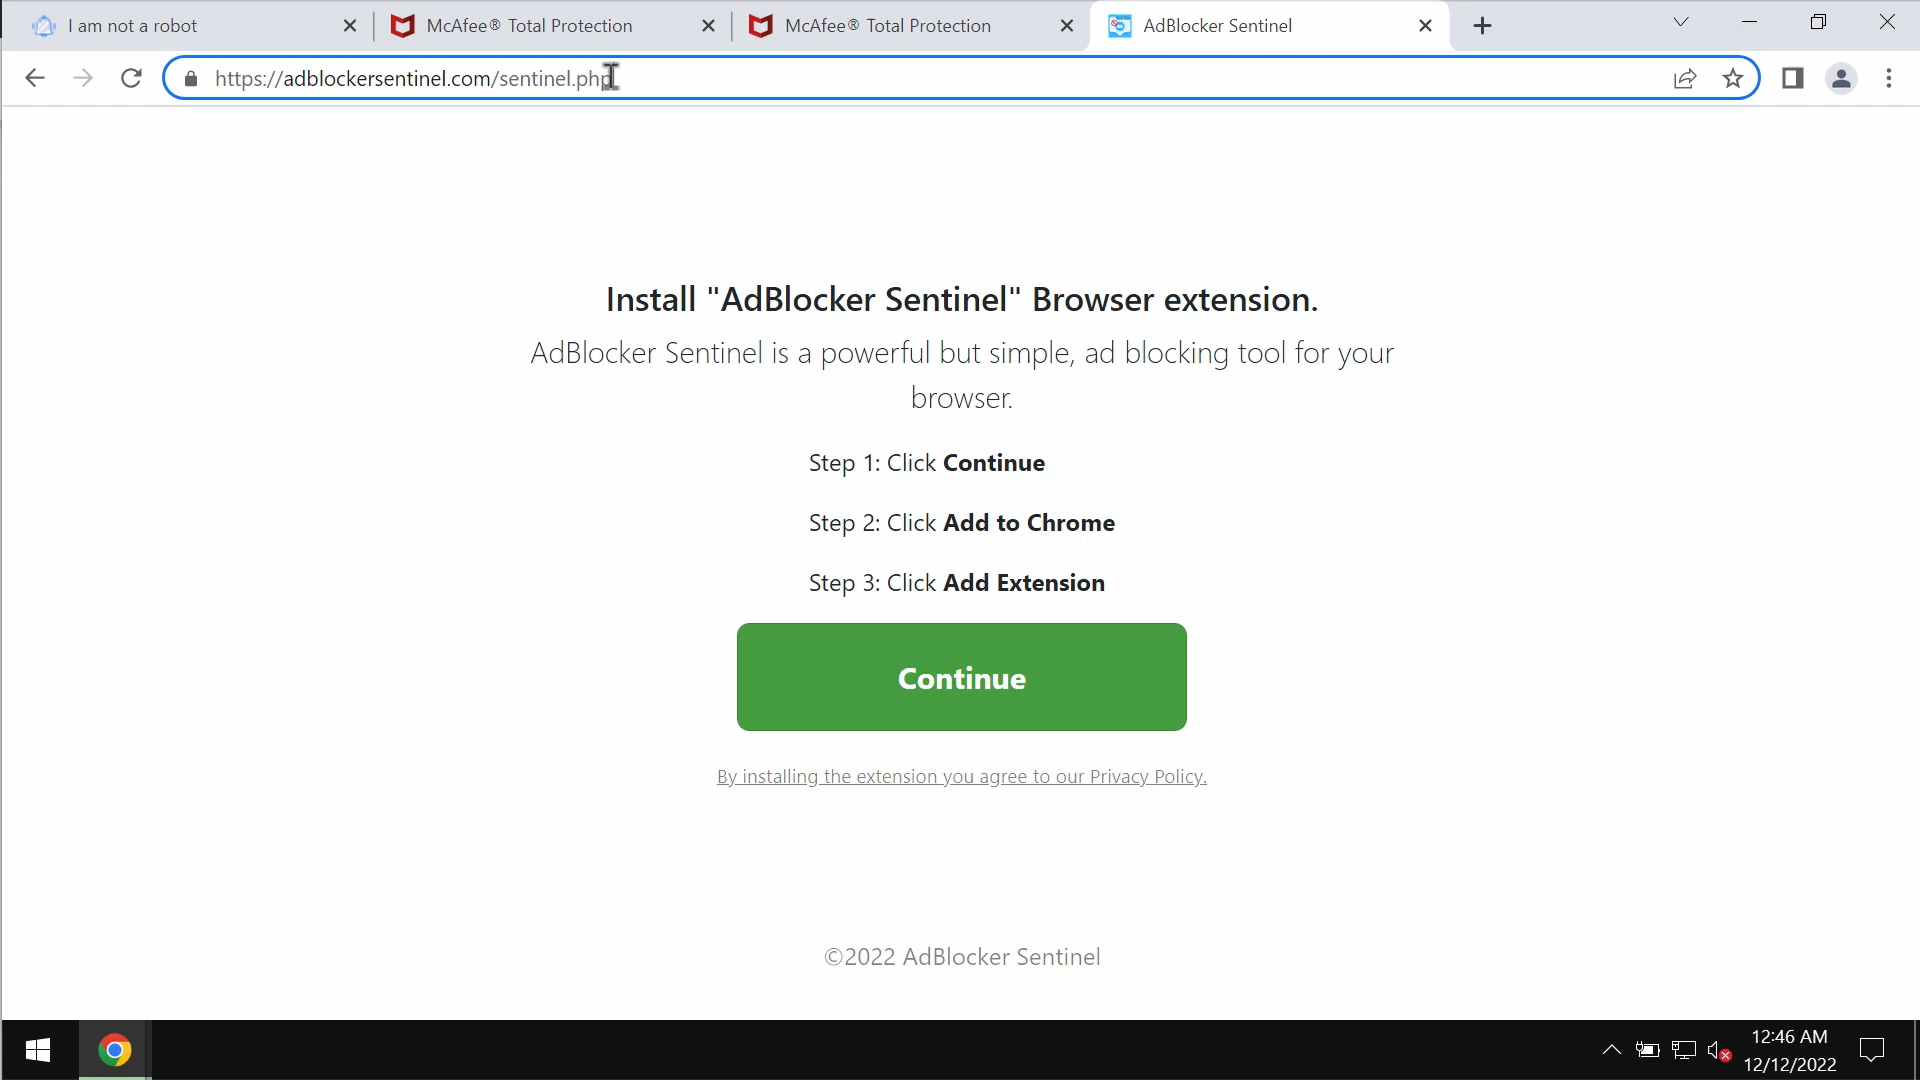 I am not a robot
McAfee® Total Protection
McAfee® Total Protection
AdBlocker Sentinel
https://adblockersentinel.com/sentinel.php
Install "AdBlocker Sentinel" Browser extension.
AdBlocker Sentinel is a powerful but simple, ad blocking tool for your
browser.
Step 1: Click Continue
Step 2: Click Add to Chrome
Step 3: Click Add Extension
Continue
By installing the extension you agree to our Privacy Policy.
©2022 AdBlocker Sentinel
12:46 AM
12/12/2022